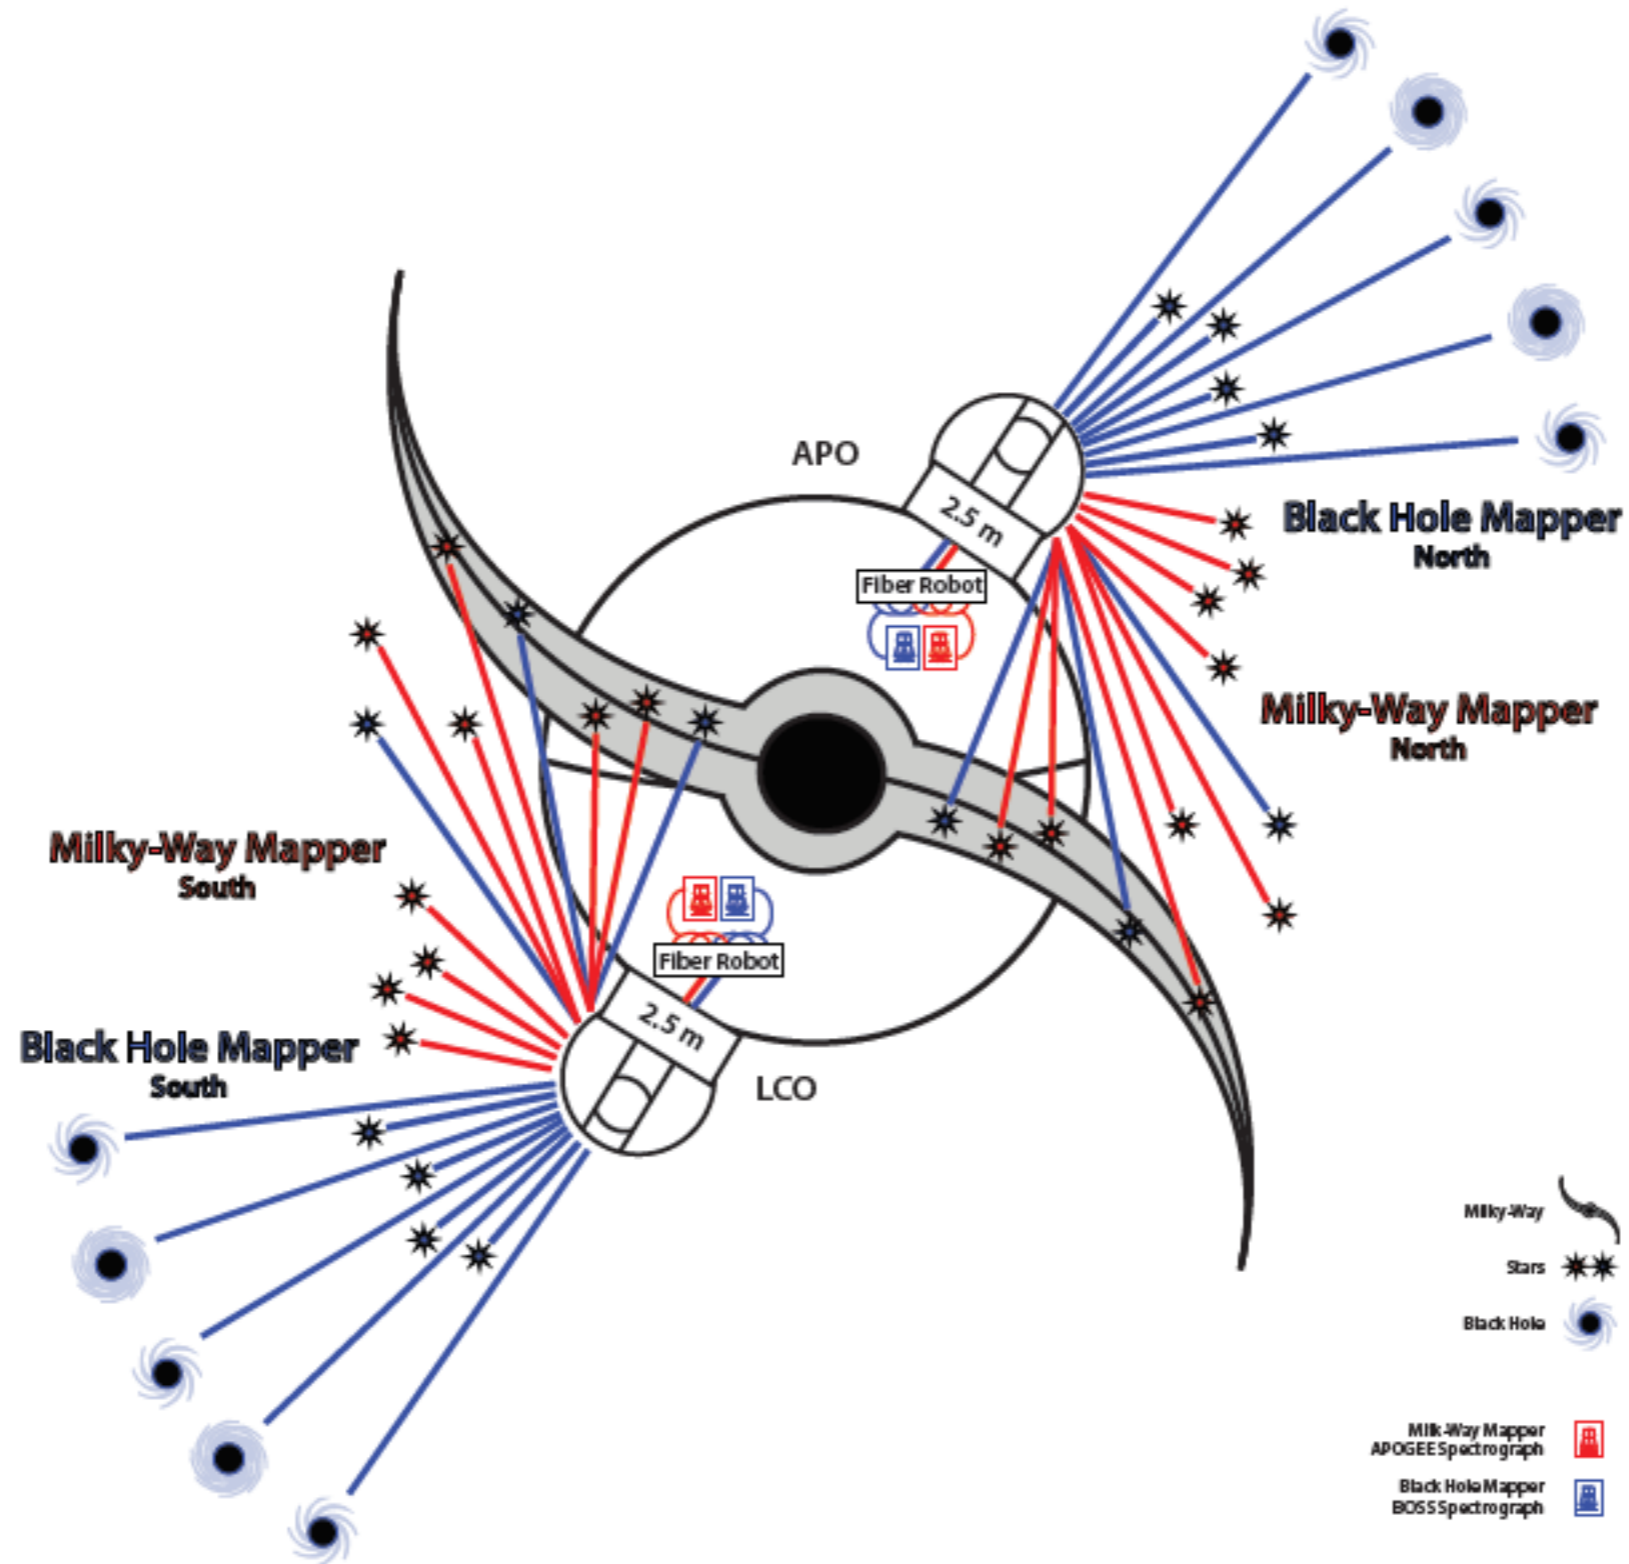 APO
2.5 m
Fiber Robot
Black Hole Mapper
North
Milky-Way Mapper
North
Milky-Way Mapper
South
Fiber Robot
2.5 m
Black Hole Mapper
South
LCO
Milky-Way
Stars
Black Hole
Milk-Way Mapper
APOGEE Spectrograph
Black Hole Mapper
BOSS Spectrograph